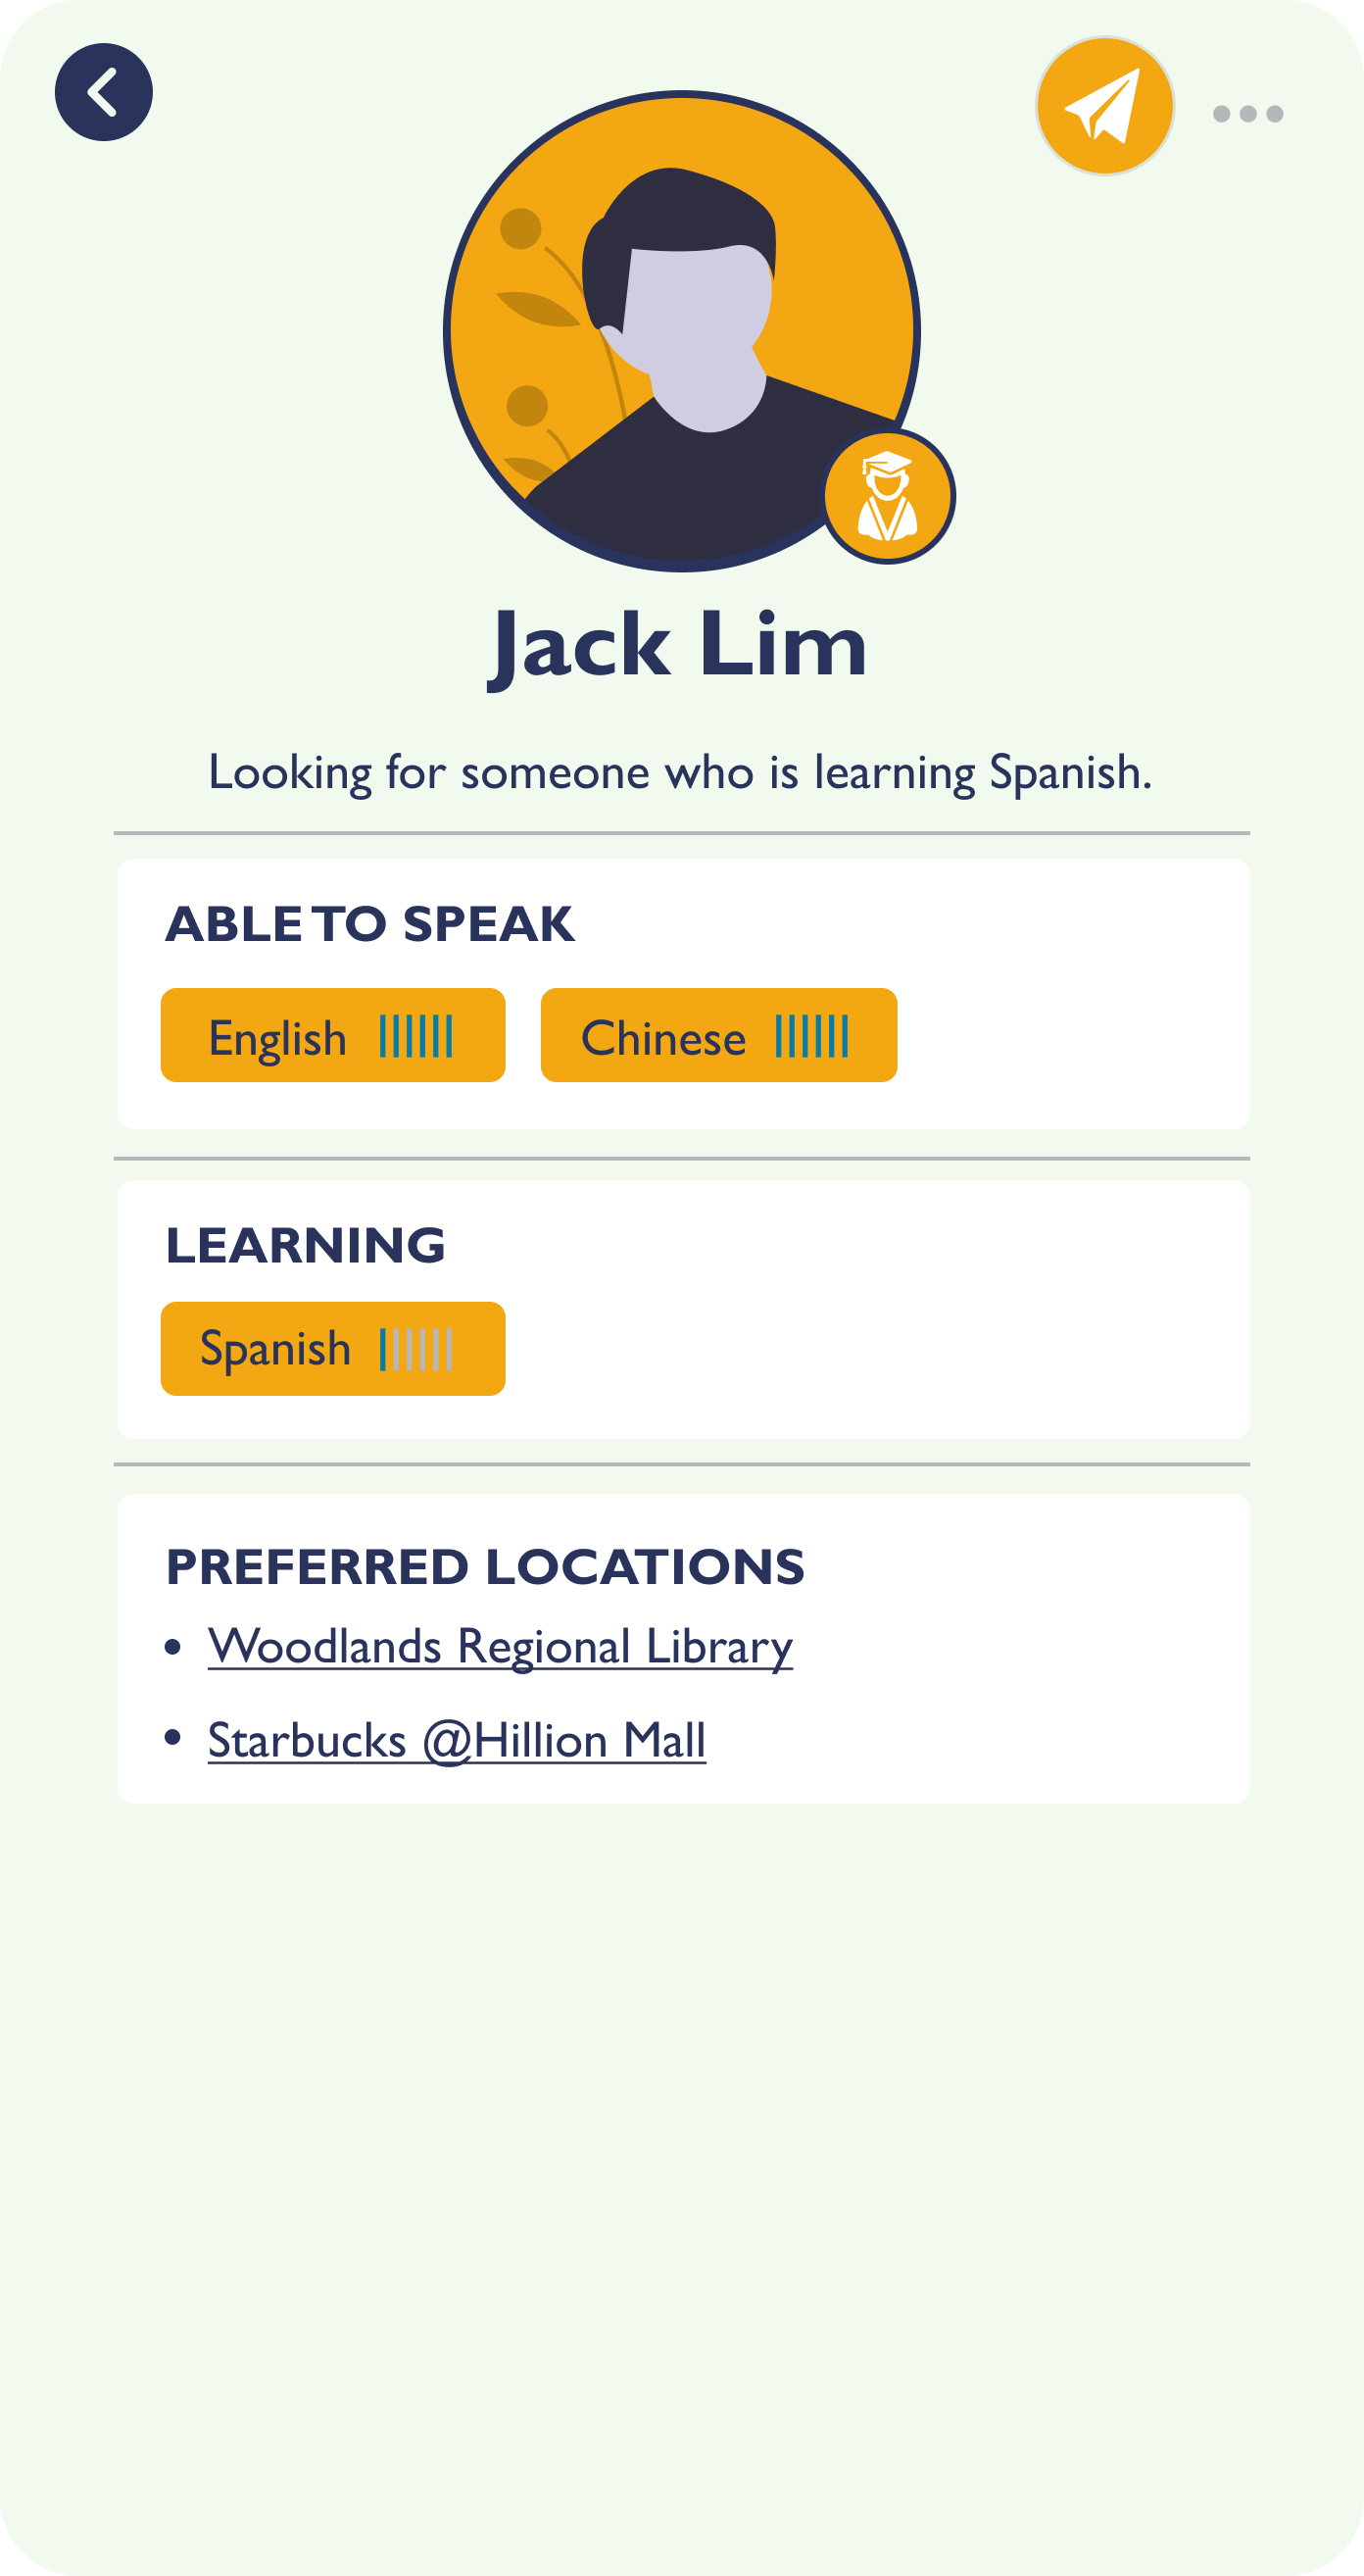 Jack Lim
Looking for someone who is learning Spanish.
ABLE TO SPEAK
English
Chinese
LEARNING
Spanish
PREFERRED LOCATIONS
Woodlands Regional Library
Starbucks @Hillion Mall